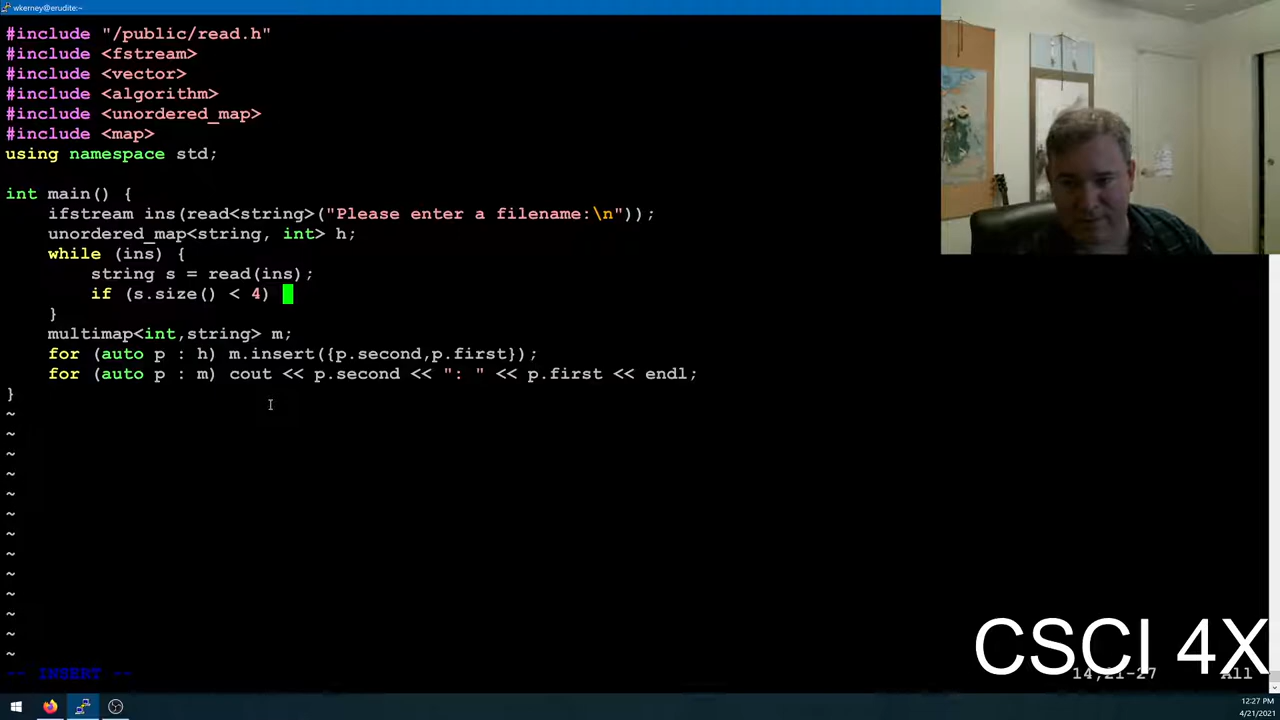 wkerney@erudite:~
#include "/public/read.h"
#include <fstream>
#include <vector>
#include <algorithm>
#include <unordered_map>
#include <map>
using namespace std;
int main() {
ifstream ins(read<string>("Please enter a filename:\n"));
unordered_map<string, int> h;
while (ins) {
string s = read(ins);
if (s.size() < 4)
}
multimap<int,string> m;
for (auto p : h) m.insert({p.second,p.first});
for (auto p : m) cout << p.second << ": " << p.first << endl;
}
~
~
~
~
~
~
~
~
~
~
~
~
~
-- INSERT --
14,21-27
All
CSCI 4X
12:27 PM
4/21/2021